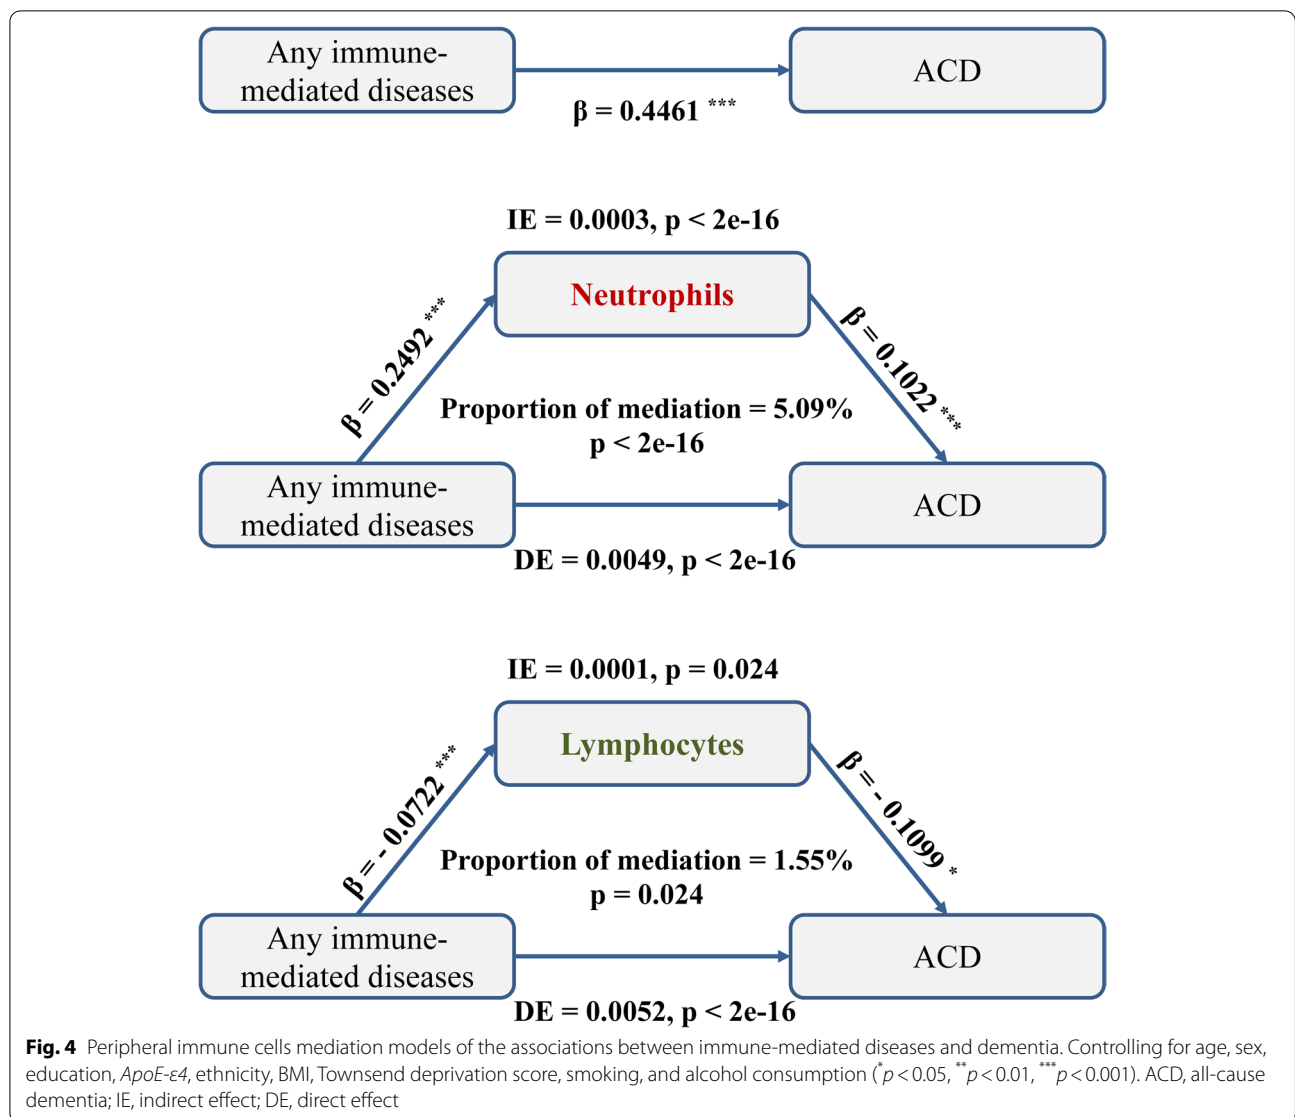 Any immune-
mediated diseases
ACD
β = 0.4461 ***
IE = 0.0003, p < 2e-16
Neutrophils
β = 0.2492 ***
β = 0.1022 ***
Proportion of mediation = 5.09%
p < 2e-16
Any immune-
mediated diseases
ACD
DE = 0.0049, p < 2e-16
IE = 0.0001, p = 0.024
Lymphocytes
β = - 0.0722 ***
β = - 0.1099 *
Proportion of mediation = 1.55%
p = 0.024
Any immune-
mediated diseases
ACD
DE = 0.0052, p < 2e-16
Fig. 4 Peripheral immune cells mediation models of the associations between immune-mediated diseases and dementia. Controlling for age, sex,
education, ApoE-ε4, ethnicity, BMI, Townsend deprivation score, smoking, and alcohol consumption (*p < 0.05, **p < 0.01, ***p < 0.001). ACD, all-cause
dementia; IE, indirect effect; DE, direct effect